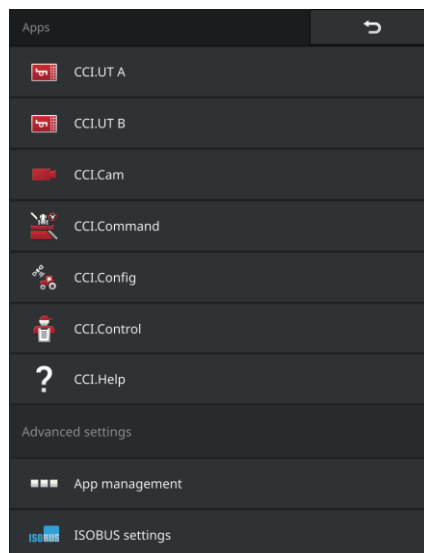 Apps
CCI.UT A
CCI.UT B
CCI.Cam
CCI.Command
CCI.Config
CCI.Control
? CCI.Help
Advanced settings
App management
ISOBUS ISOBUS settings